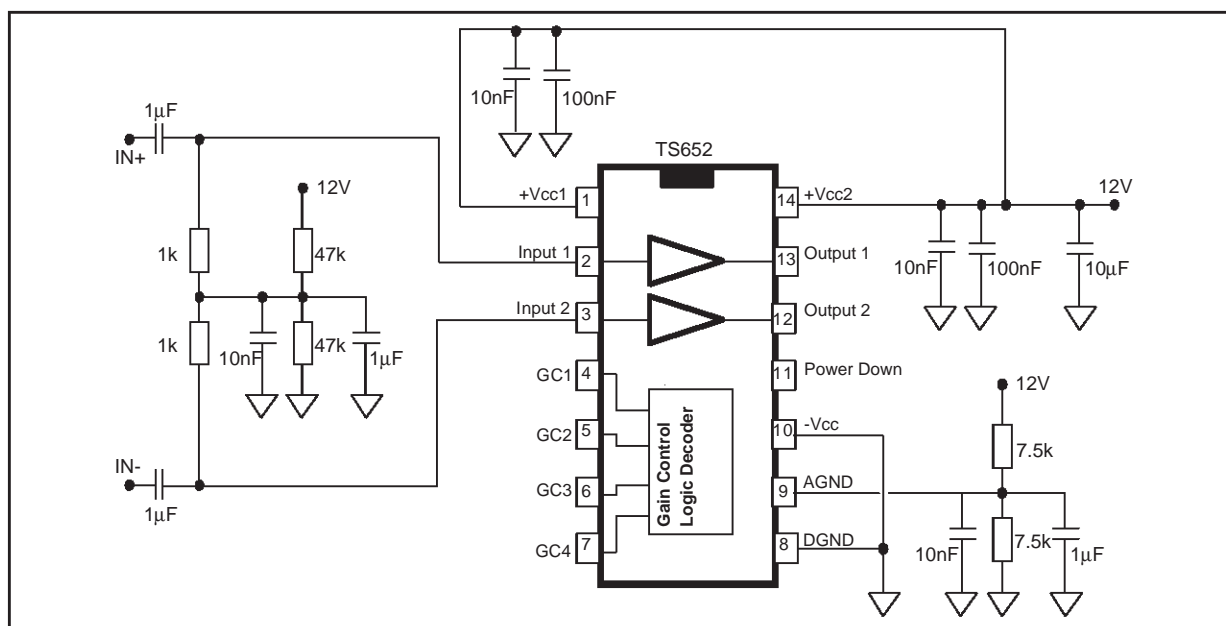 10nF
100nF
1μF
IN+
TS652
12V
+Vcc1
1
14
+Vcc2
12V
1k
47k
Input 1
2
13
Output 1
10nF
100nF
10μF
Input 2
3
12
Output 2
1k
10nF
47k
1μF
GC1
4
11
Power Down
12V
GC2
5
10
-Vcc
7.5k
Gain Control
Logic Decoder
IN-
GC3
6
9
AGND
1μF
GC4
7
8
DGND
10nF
7.5k
1μF